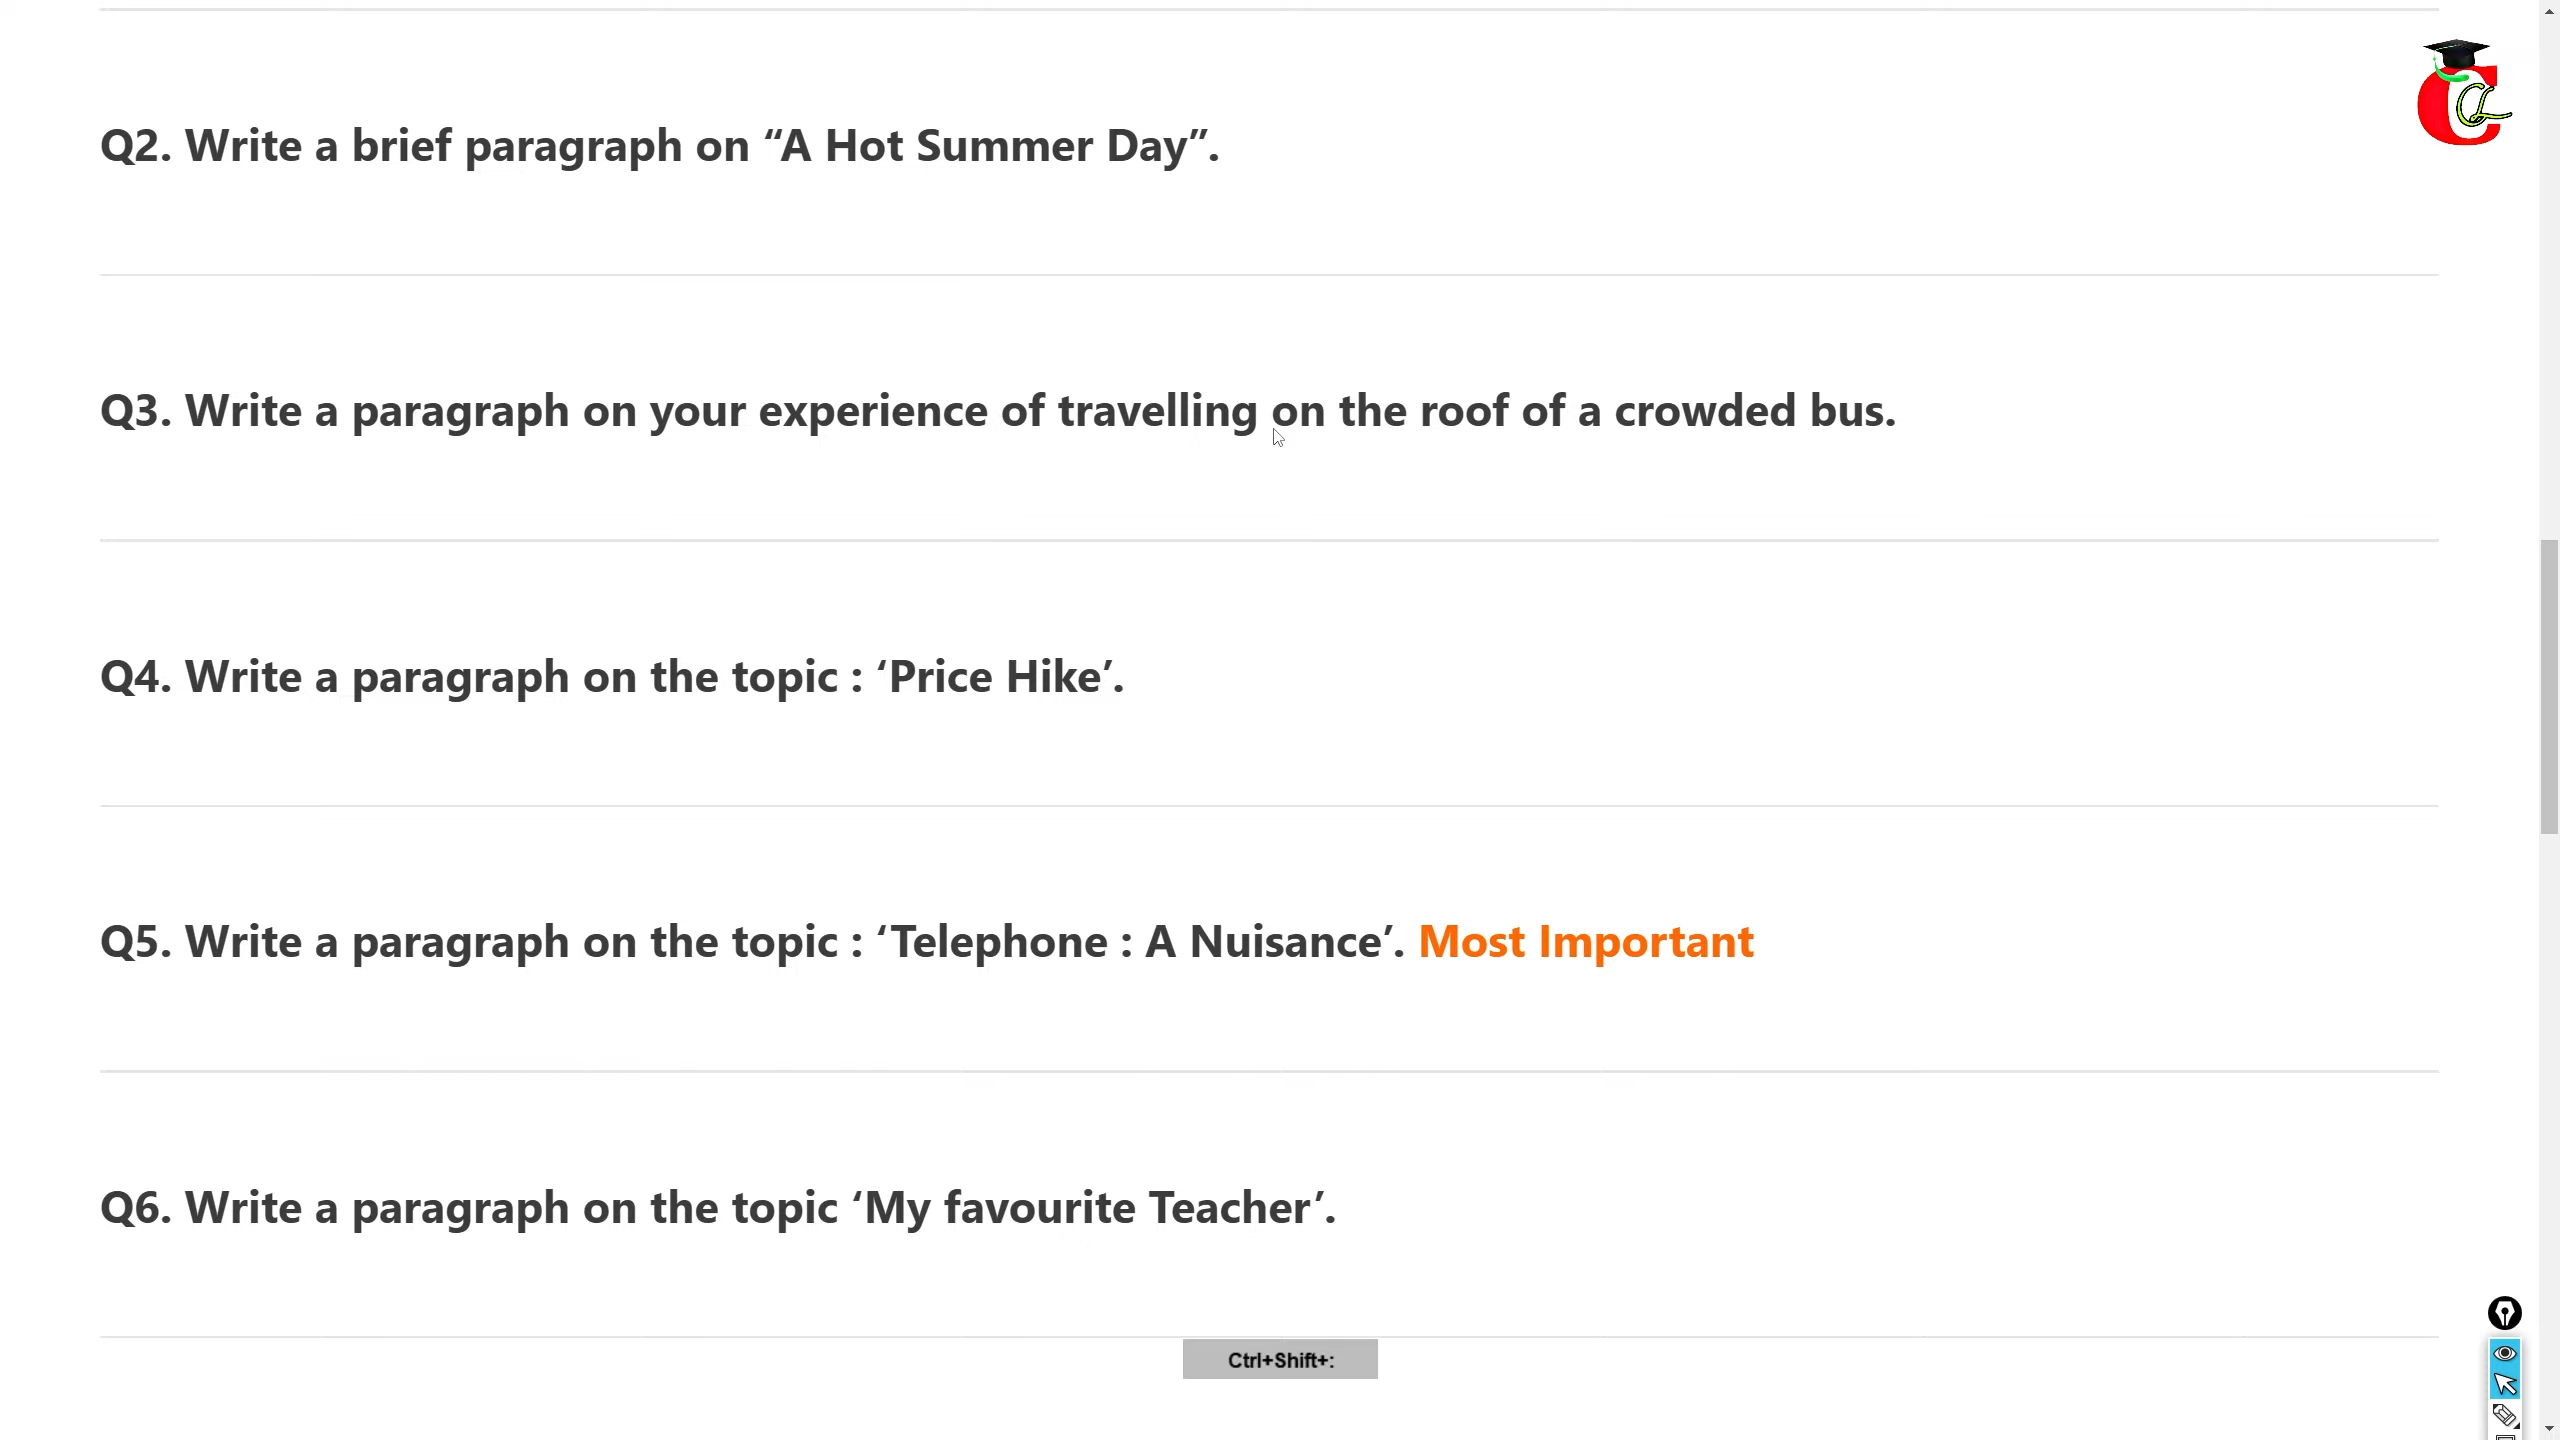 Q2. Write a brief paragraph on “A Hot Summer Day”.
Q3. Write a paragraph on your experience of travelling on the roof of a crowded bus.
Q4. Write a paragraph on the topic : ‘Price Hike’.
Q5. Write a paragraph on the topic : ‘Telephone : A Nuisance’. Most Important
Q6. Write a paragraph on the topic ‘My favourite Teacher’.
Ctrl+Shift+: